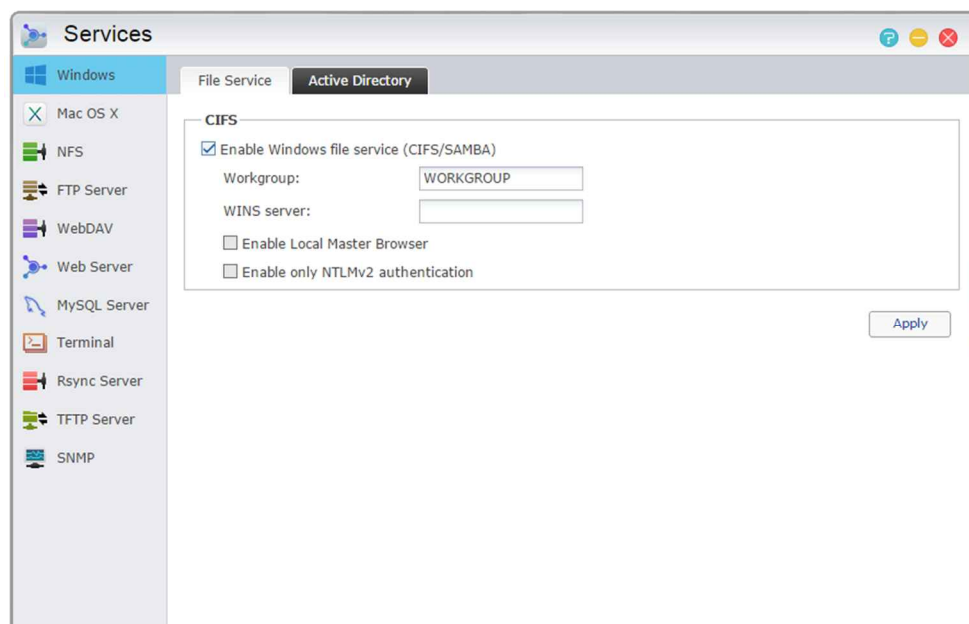 Services
Windows
Mac OS X
NFS
FTP Server
WebDAV
Web Server
MySQL Server
Terminal
Rsync Server
TFTP Server
SNMP
File Service
Active Directory
CIFS
Enable Windows file service (CIFS/SAMBA)
Workgroup: WORKGROUP
WINS server:
Enable Local Master Browser
Enable only NTLMv2 authentication
Apply